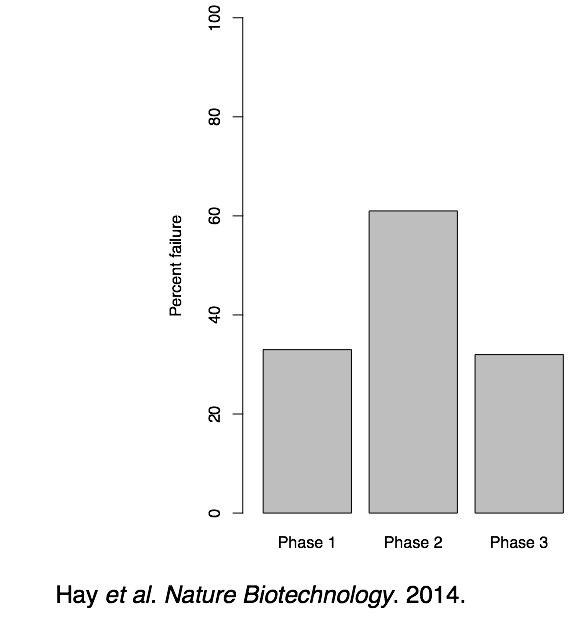 100
80
60
40
20
0
Percent failure
Phase 1 Phase 2 Phase 3
Hay et al. Nature Biotechnology. 2014.